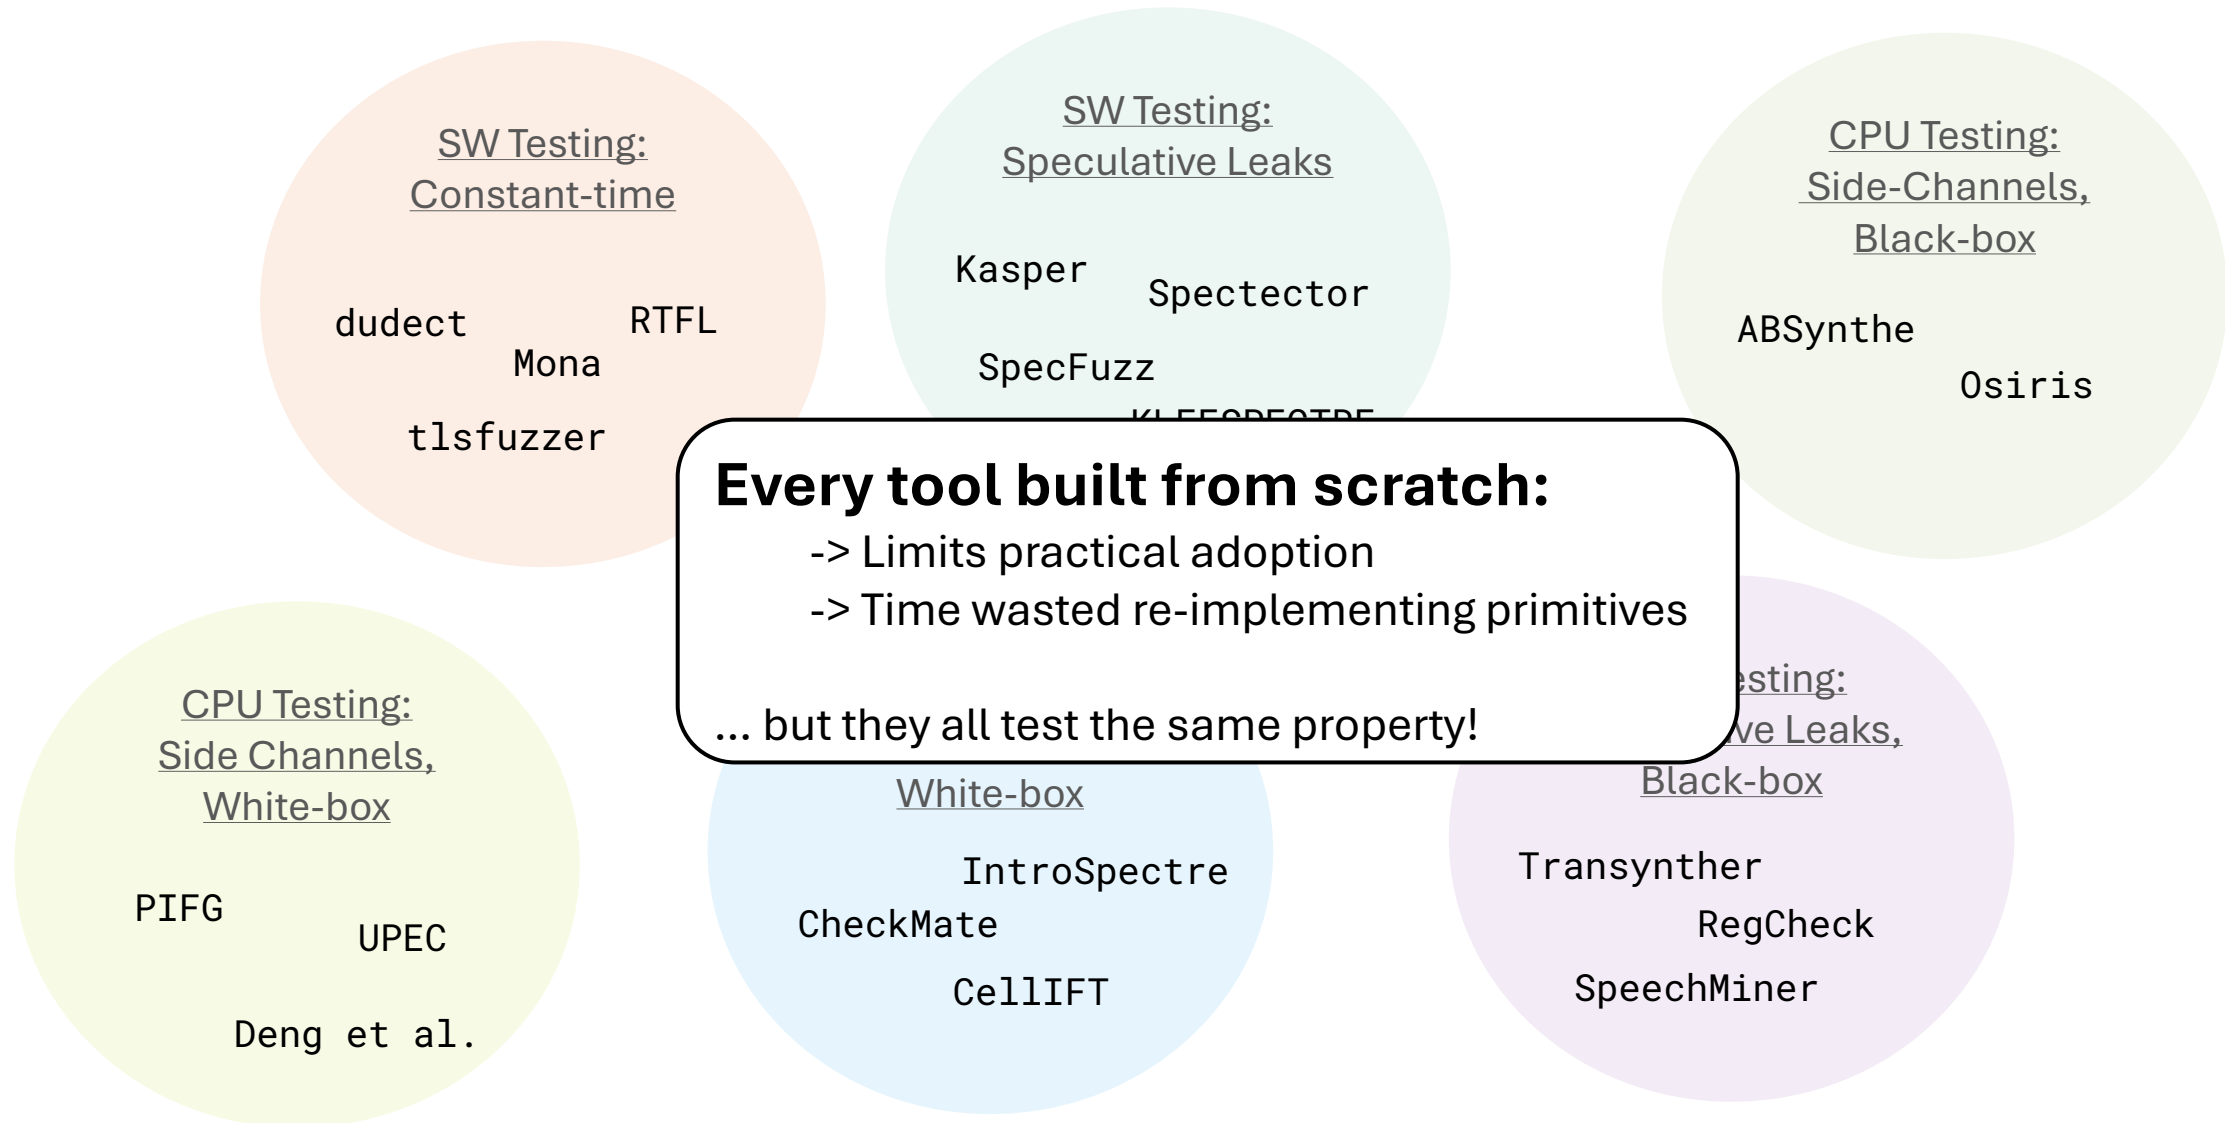 SW Testing:
Constant-time
dudect
RTFL
Mona
tlsfuzzer
SW Testing:
Speculative Leaks
Kasper
Spectector
SpecFuzz
CPU Testing:
Side-Channels,
Black-box
ABSynthe
Osiris
Every tool built from scratch:
-> Limits practical adoption
-> Time wasted re-implementing primitives
... but they all test the same property!
CPU Testing:
Side Channels,
White-box
PIFG
UPEC
Deng et al.
White-box
IntroSpectre
CheckMate
CellIFT
esting:
ve Leaks,
Black-box
Transynther
RegCheck
SpeechMiner